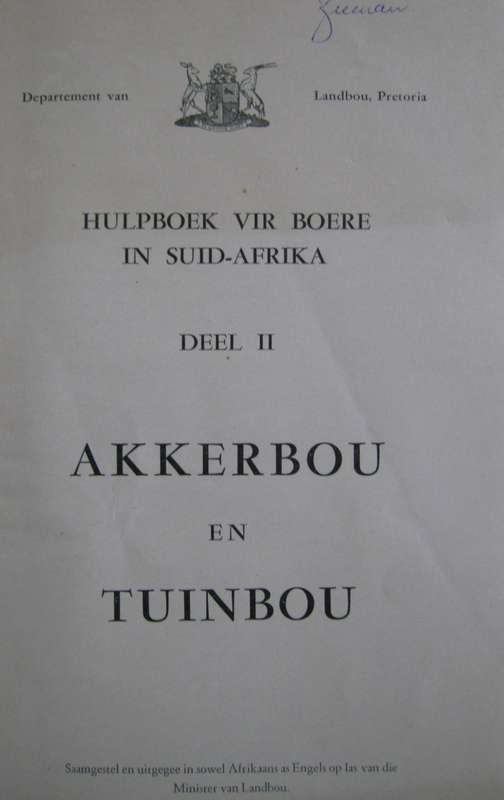 Zeeman
Departement van Landbou, Pretoria
HULPBOEK VIR BOERE
IN SUID-AFRIKA
DEEL II
AKKERBOU
EN
TUINBOU
Saamgestel en uitgegee in sowel Afrikaans as Engels op las van die
Minister van Landbou.